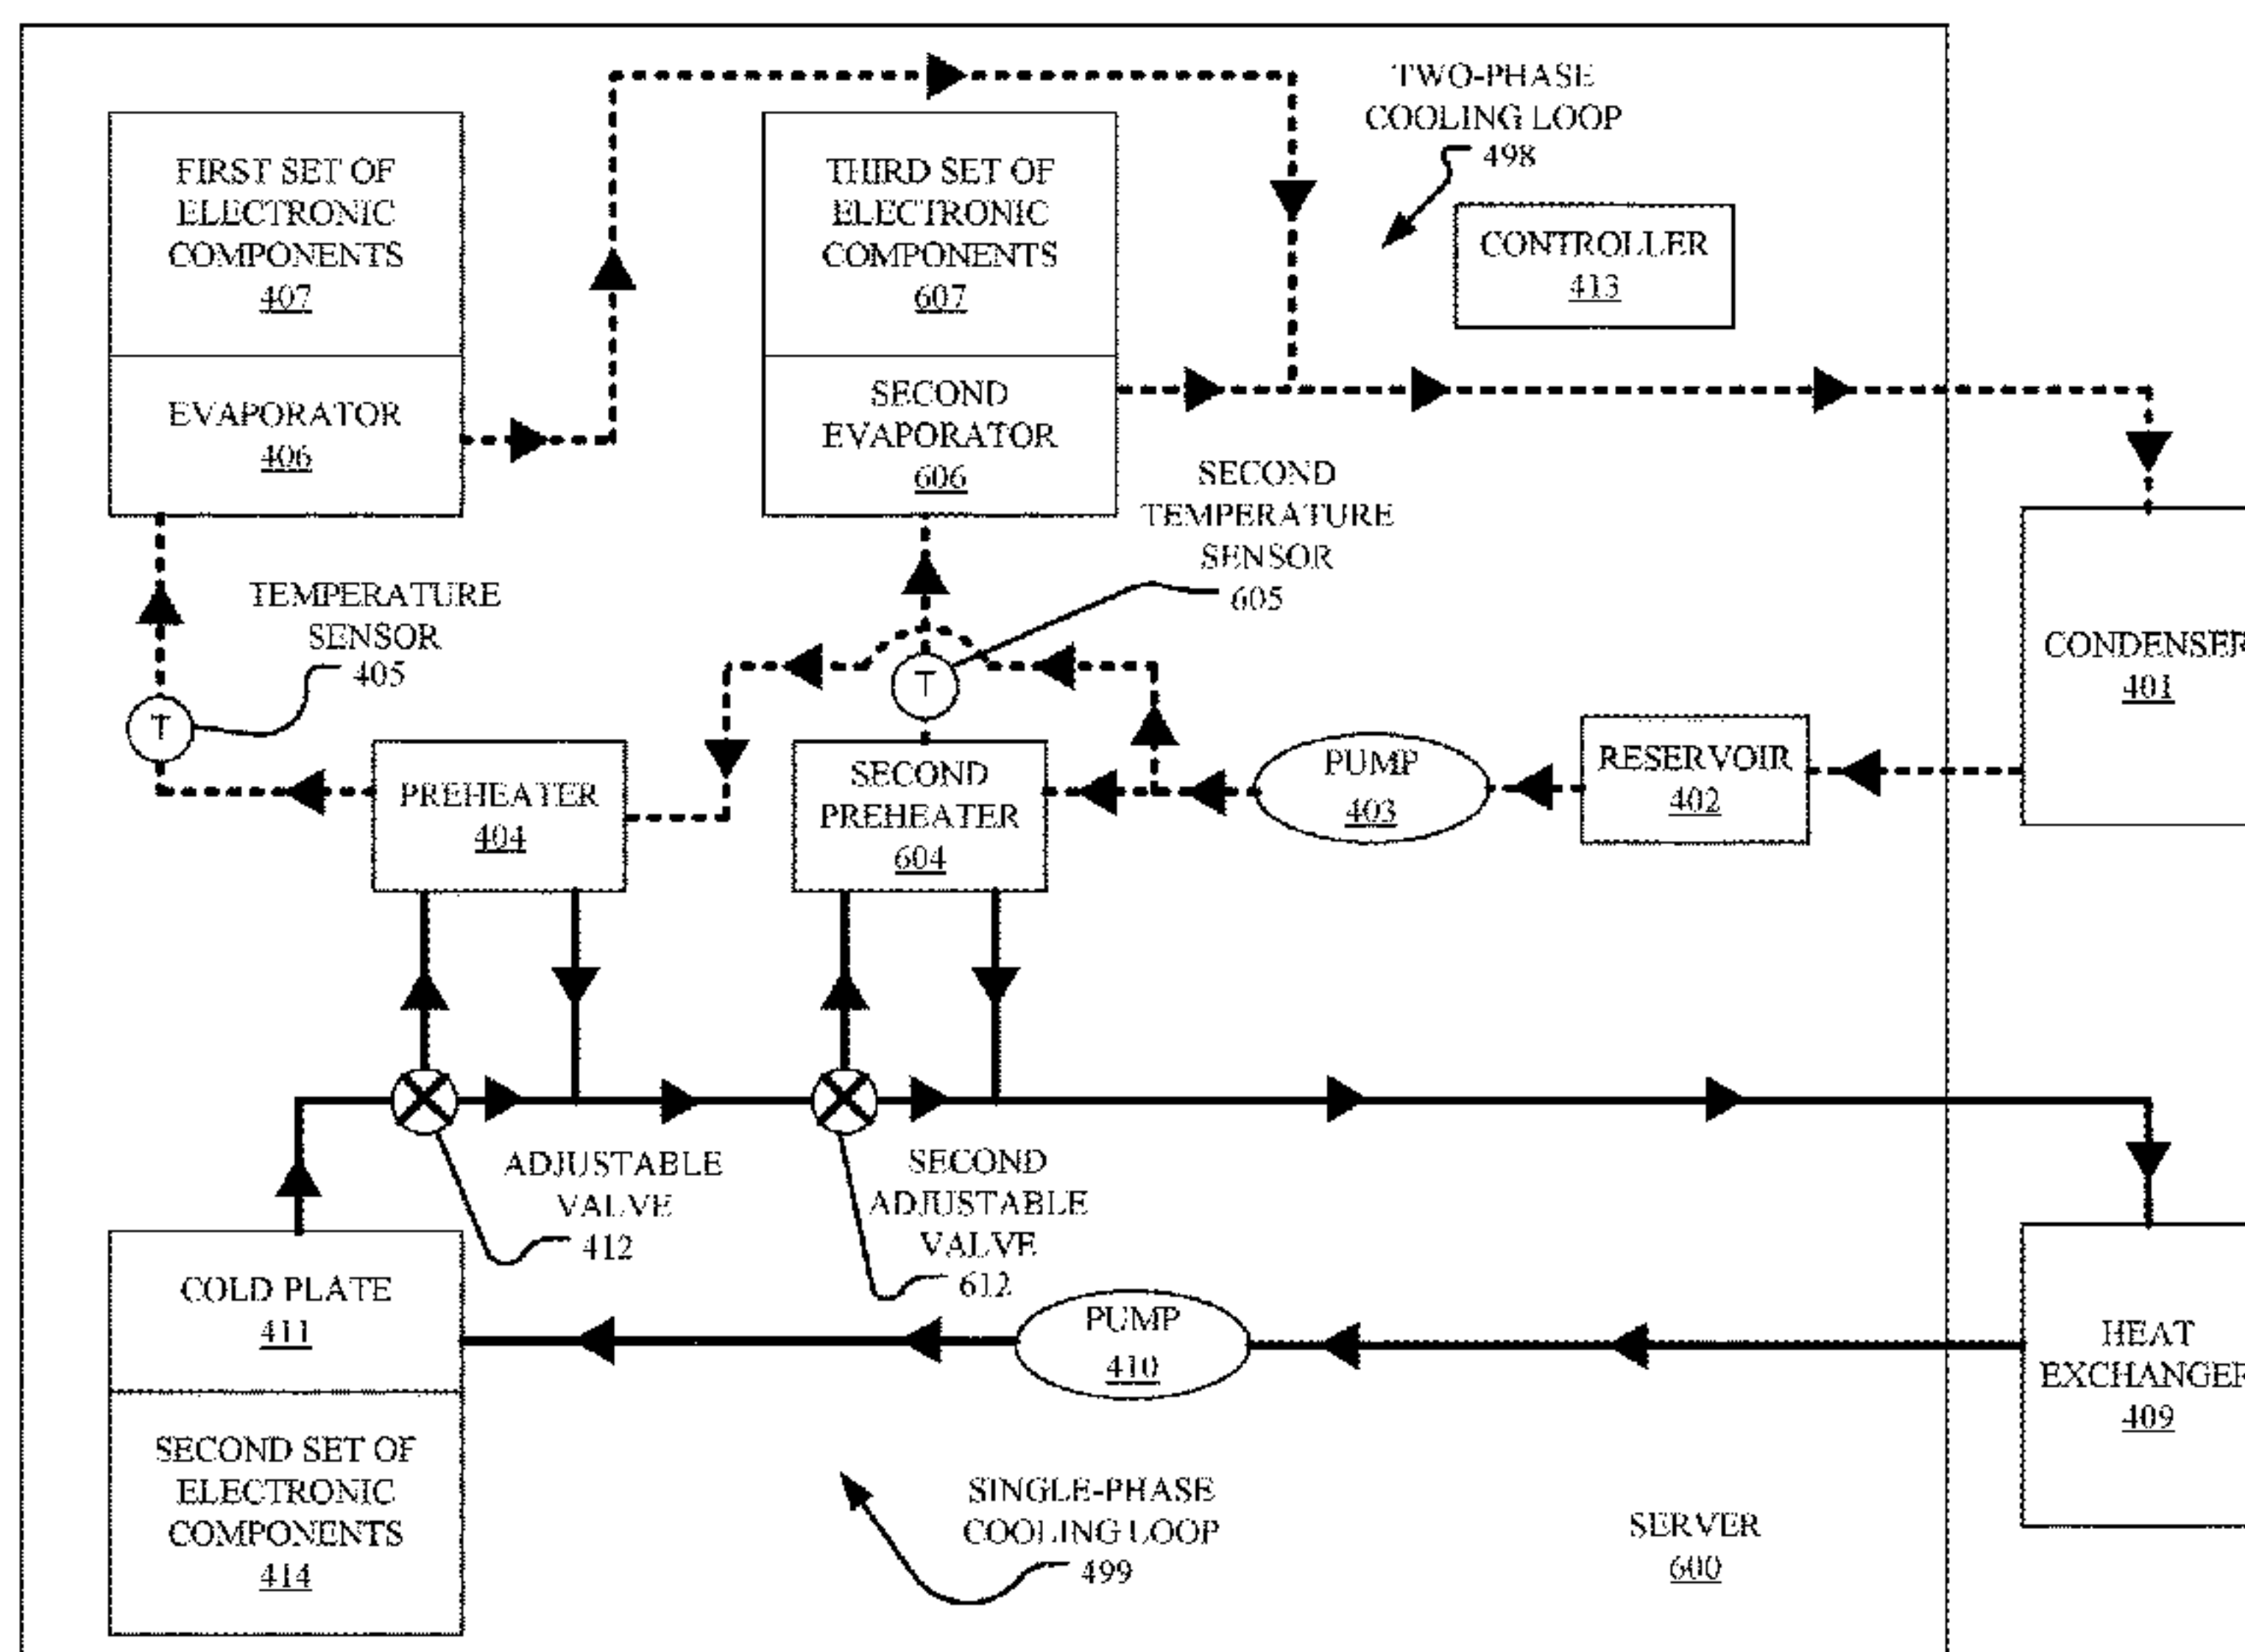 TWO-PHASE
COOLING LOOP
498
FIRST SET OF
ELECTRONIC
COMPONENTS
407
THIRD SET OF
ELECTRONIC
COMPONENTS
607
CONTROLLER
413
EVAPORATOR
406
SECOND
EVAPORATOR
606
SECOND
TEMPERATURE
SENSOR
605
TEMPERATURE
SENSOR
405
T
T
CONDENSER
401
PREHEATER
404
SECOND
PREHEATER
604
PUMP
403
RESERVOIR
402
ADJUSTABLE
VALVE
412
SECOND
ADJUSTABLE
VALVE
612
COLD PLATE
411
PUMP
410
HEAT
EXCHANGER
409
SECOND SET OF
ELECTRONIC
COMPONENTS
414
SINGLE-PHASE
COOLING LOOP
499
SERVER
600